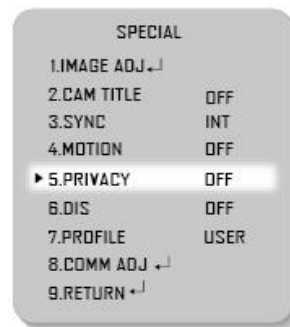 SPECIAL
1.IMAGE ADJ↵
2.CAM TITLE OFF
3.SYNC INT
4.MOTION OFF
▶5.PRIVACY OFF
6.DIS OFF
7.PROFILE USER
8.COMM ADJ ↵
9.RETURN↵